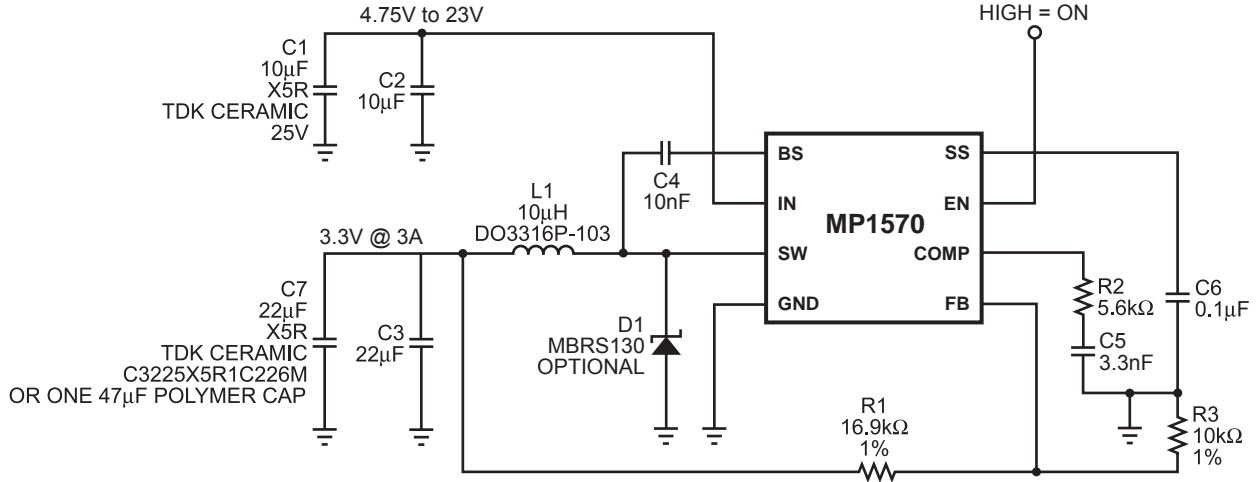 4.75V to 23V
HIGH = ON
C1
10µF
X5R
TDK CERAMIC
25V
C2
10µF
BS
IN
SW
GND
MP1570
SS
EN
COMP
FB
C4
10nF
L1
10µH
DO3316P-103
3.3V @ 3A
C7
22µF
X5R
TDK CERAMIC
C3225X5R1C226M
OR ONE 47µF POLYMER CAP
C3
22µF
D1
MBRS130
OPTIONAL
R2
5.6kΩ
C5
3.3nF
C6
0.1µF
R1
16.9kΩ
1%
R3
10kΩ
1%